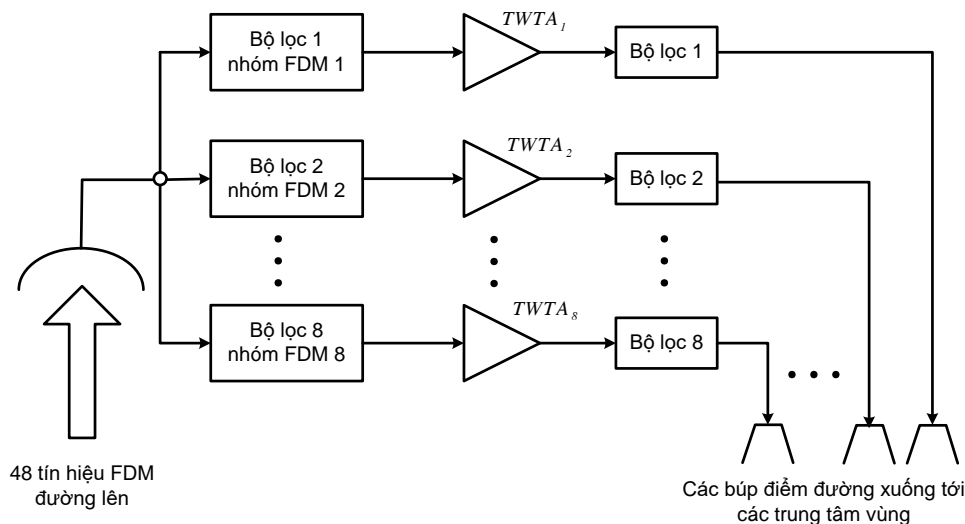 Bộ lọc 1
nhóm FDM 1
TWTA₁
Bộ lọc 1
Bộ lọc 2
nhóm FDM 2
TWTA₂
Bộ lọc 2
Bộ lọc 8
nhóm FDM 8
TWTA₈
Bộ lọc 8
48 tín hiệu FDM
đường lên
Các búp điểm đường xuống tới
các trung tâm vùng